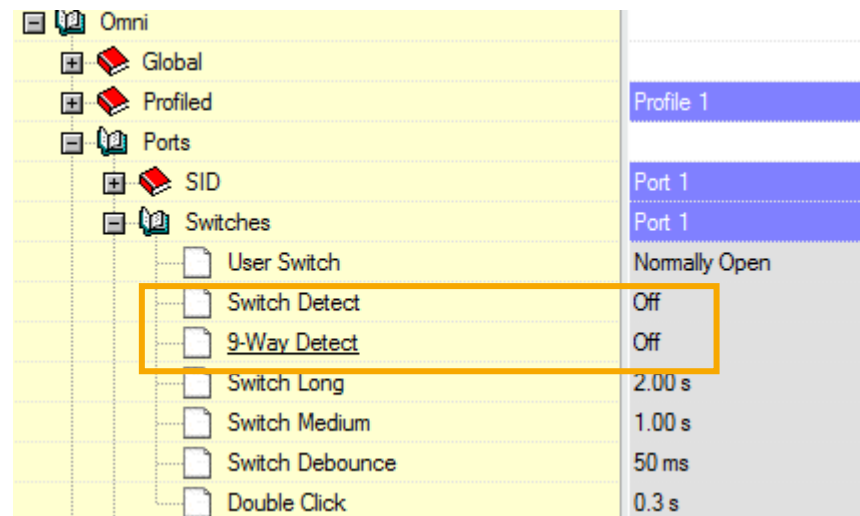 Omni
Global
Profiled Profile 1
Ports
SID Port 1
Switches Port 1
User Switch Normally Open
Switch Detect Off
9-Way Detect Off
Switch Long 2.00 s
Switch Medium 1.00 s
Switch Debounce 50 ms
Double Click 0.3 s